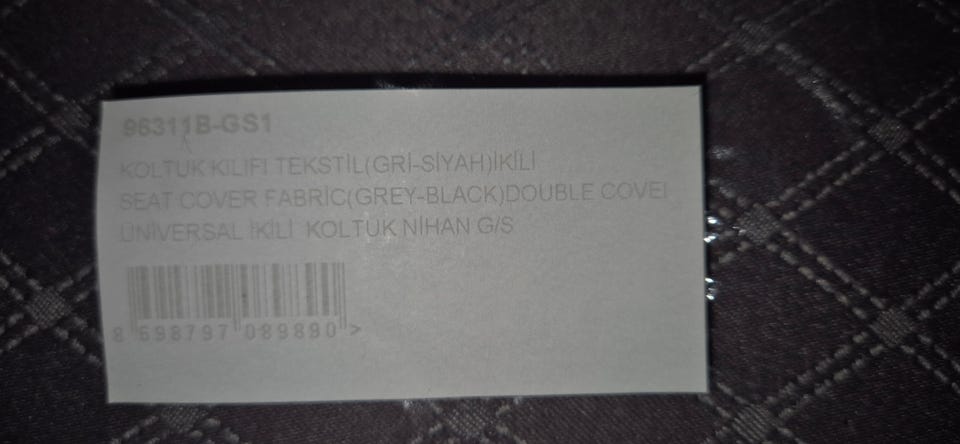 96311B-GS1
KOLTUK KILIFI TEKSTİL(GRİ-SİYAH)İKİLİ
SEAT COVER FABRİC(GREY-BLACK)DOUBLE COVEI
UNİVERSAL İKİLİ KOLTUK NİHAN G/S
8 698797 089890 >